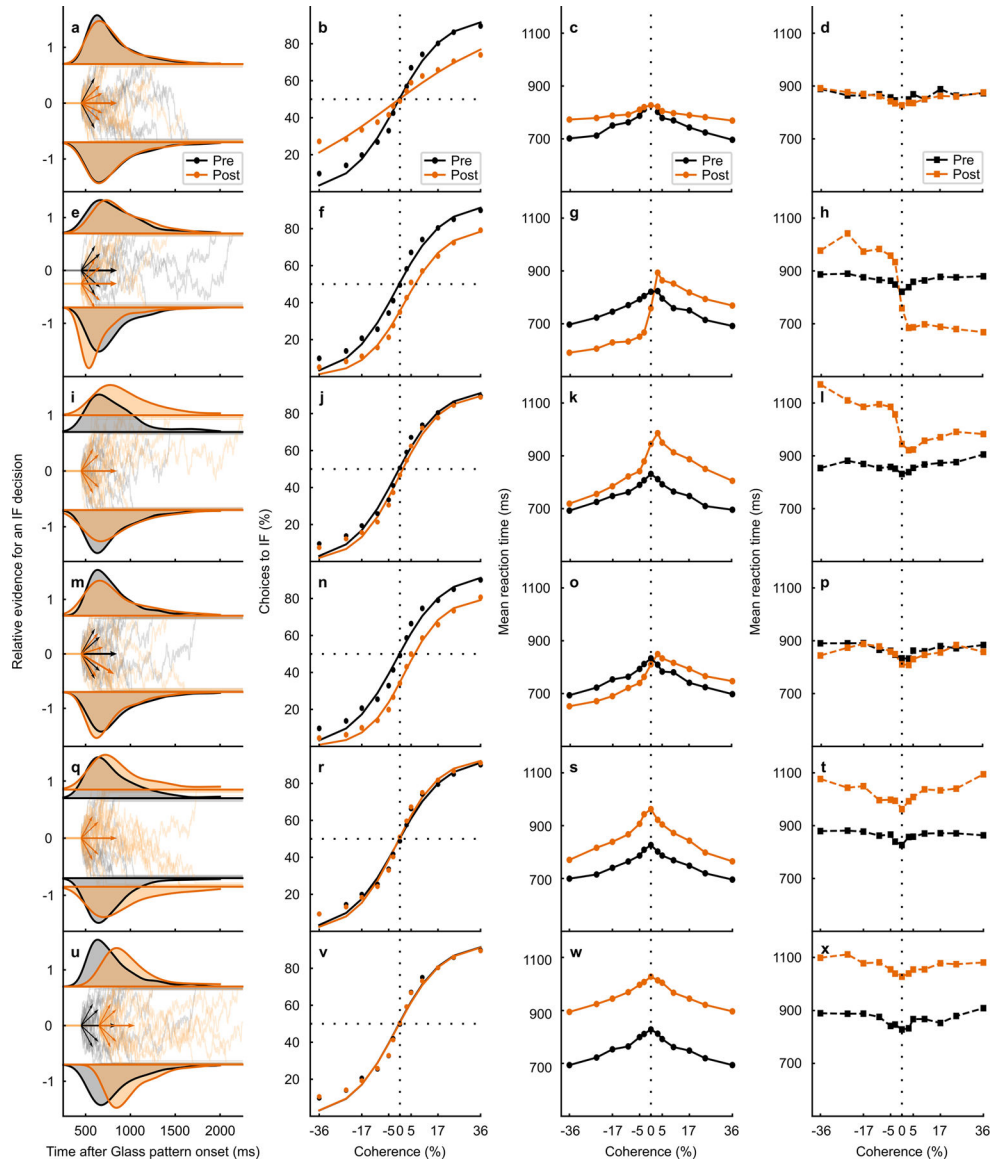 a
1
0
-1
Pre
Post
b
80
60
40
20
Pre
Post
c
1100
900
700
Pre
Post
d
1100
900
700
Pre
Post
e
1
0
-1
f
80
60
40
20
g
1100
900
700
h
1100
900
700
i
1
0
-1
j
80
60
40
20
k
1100
900
700
l
1100
900
700
m
1
0
-1
n
80
60
40
20
o
1100
900
700
p
1100
900
700
q
1
0
-1
r
80
60
40
20
s
1100
900
700
t
1100
900
700
u
1
0
-1
500 1000 1500 2000
v
80
60
40
20
-36 -17 -5 0 5 17 36
w
1100
900
700
-36 -17 -5 0 5 17 36
x
1100
900
700
-36 -17 -5 0 5 17 36
Relative evidence for an IF decision
Choices to IF (%)
Mean reaction time (ms)
Mean reaction time (ms)
Time after Glass pattern onset (ms)
Coherence (%)
Coherence (%)
Coherence (%)